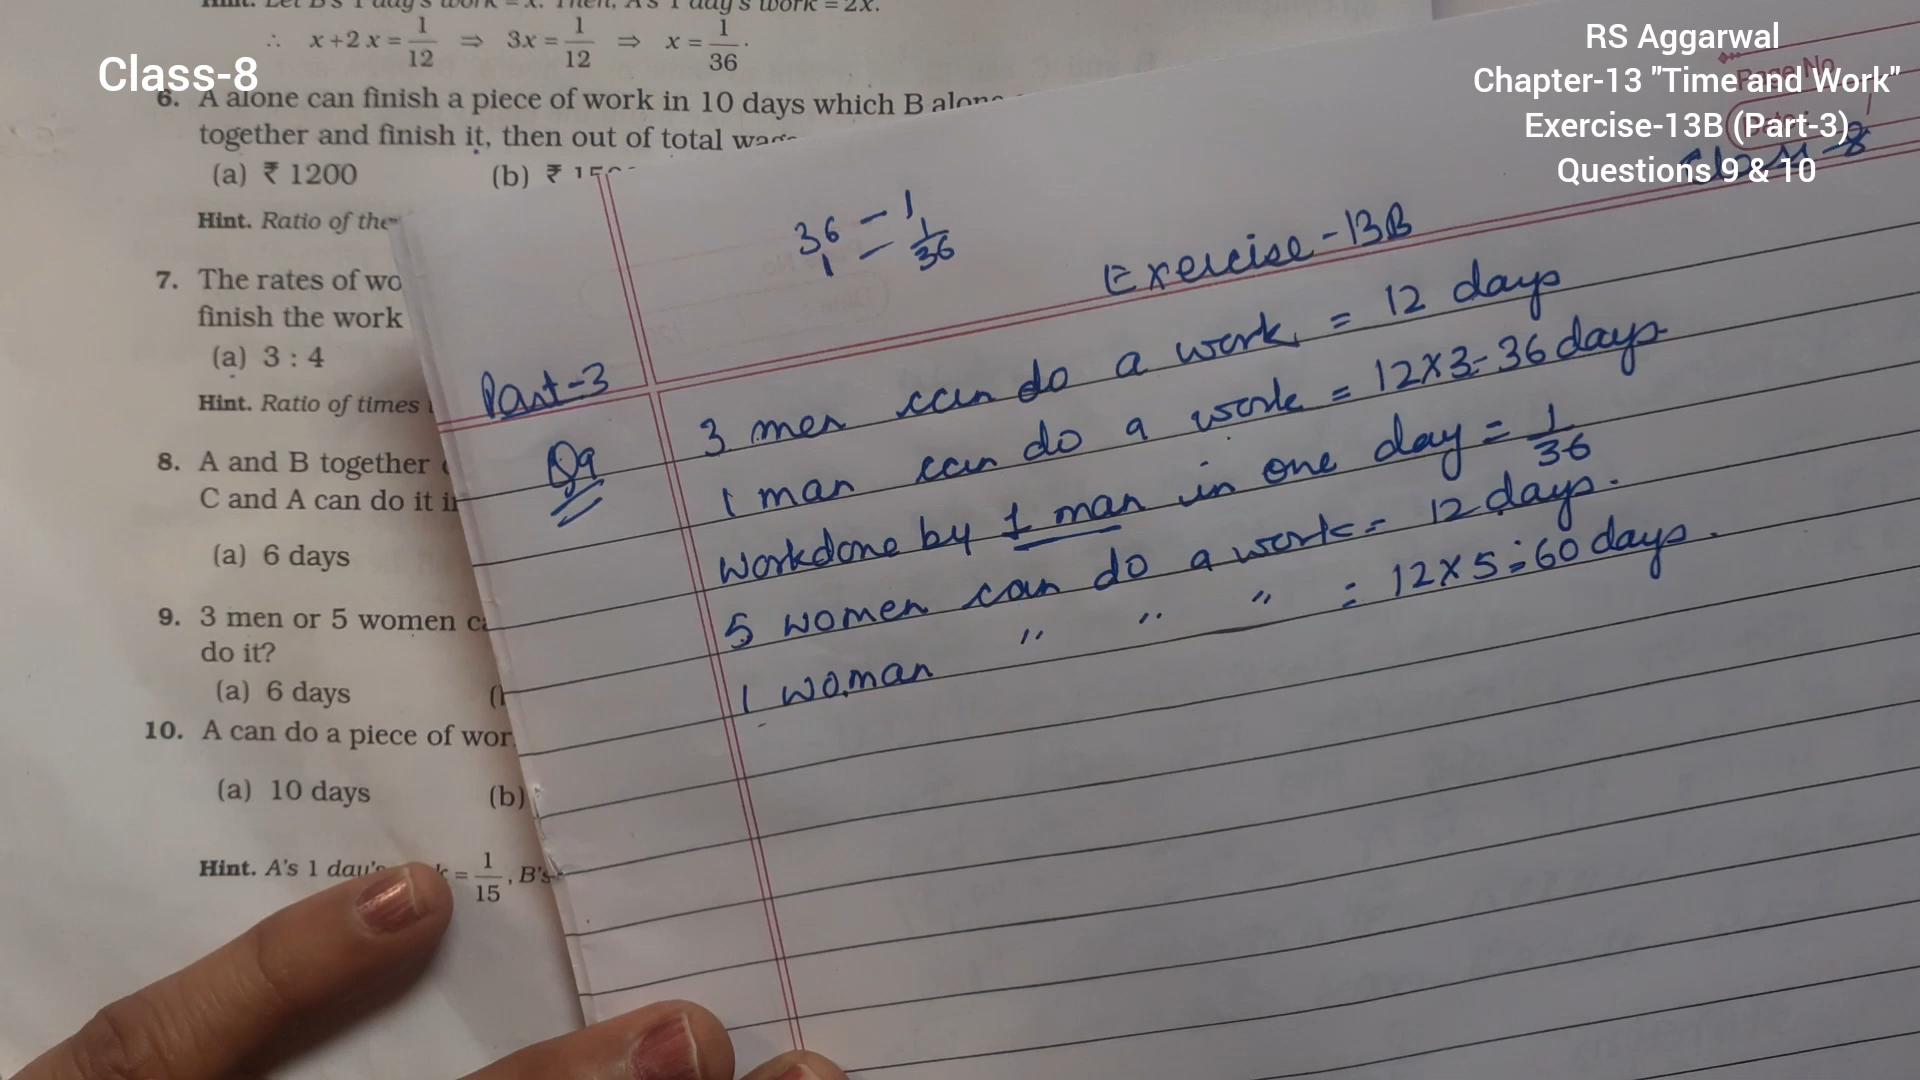 Class-8
RS Aggarwal
Chapter-13 "Time and Work"
Exercise-13B (Part-3)
Questions 9 & 10
∴ x+2x = 1/12 ⇒ 3x = 1/12 ⇒ x = 1/36.
6. A alone can finish a piece of work in 10 days which B
together and finish it, then out of total
(a) ₹ 1200 (b) ₹
Hint. Ratio of the
7. The rates of
finish the work
(a) 3 : 4
Hint. Ratio of times
8. A and B together
C and A can do it
(a) 6 days
9. 3 men or 5 women
do it?
(a) 6 days
10. A can do a piece of
(a) 10 days (b)
Hint. A's 1 = 1/15, B's
Class-8
36 = 1
1 = 1/36
Exercise-13B
Part-3
Q9 3 men can do a work = 12 days
1 man can do a work = 12×3=36 days
workdone by 1 man in one day = 1/36
5 women can do a work = 12 days.
1 woman " " " = 12×5=60 days.